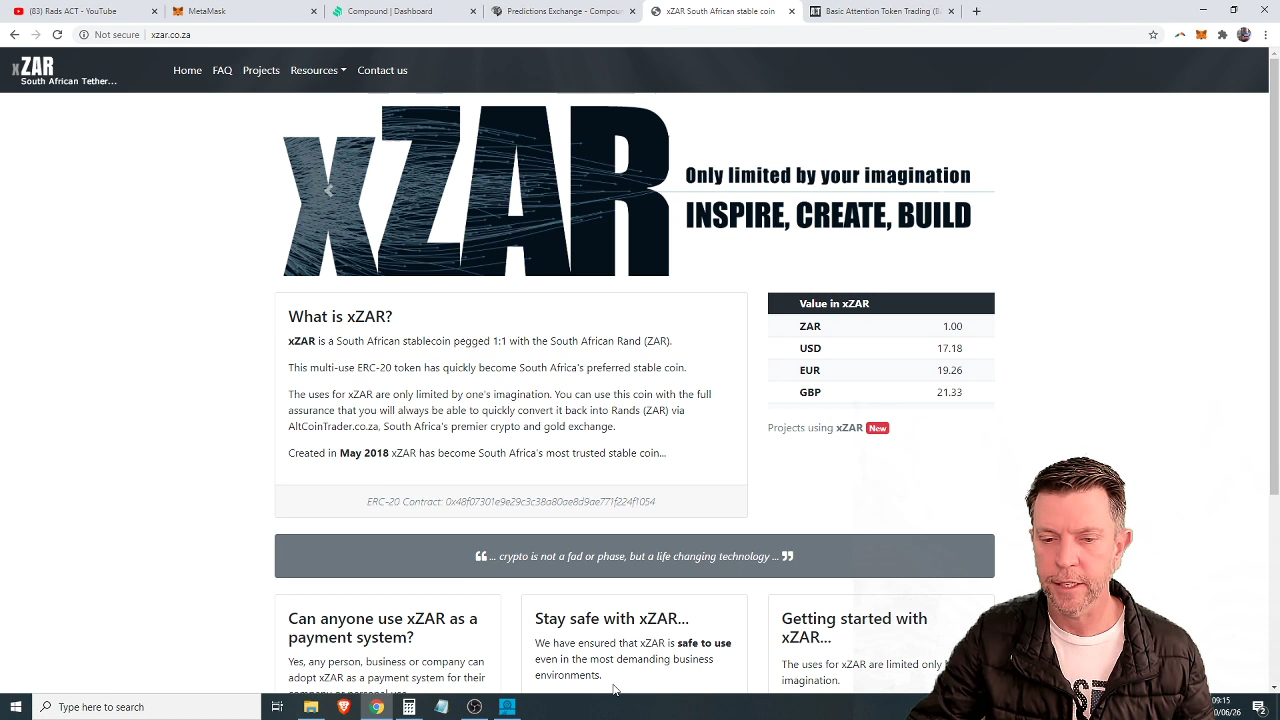 (83) Rads ACT - YouTube
MetaMask
Compound | Dashboard
Predictions Exchange - Compoun
xZAR South African stable coin
Basic Attention Token Trading (B
Not secure | xzar.co.za
xZAR
South African Tether...
Home FAQ Projects Resources Contact us
xZAR
Only limited by your imagination
INSPIRE, CREATE, BUILD
What is xZAR?
xZAR is a South African stablecoin pegged 1:1 with the South African Rand (ZAR).
This multi-use ERC-20 token has quickly become South Africa's preferred stable coin.
The uses for xZAR are only limited by one's imagination. You can use this coin with the full
assurance that you will always be able to quickly convert it back into Rands (ZAR) via
AltCoinTrader.co.za, South Africa's premier crypto and gold exchange.
Created in May 2018 xZAR has become South Africa's most trusted stable coin...
ERC-20 Contract: 0x48f07301e9e29c3c38a80ae8d9ae771f224f1054
Value in xZAR
ZAR 1.00
USD 17.18
EUR 19.26
GBP 21.33
Projects using xZAR New
... crypto is not a fad or phase, but a life changing technology ...
Can anyone use xZAR as a
payment system?
Yes, any person, business or company can
adopt xZAR as a payment system for their
Stay safe with xZAR...
We have ensured that xZAR is safe to use
even in the most demanding business
environments.
Getting started with
xZAR...
The uses for xZAR are limited only
imagination.
Type here to search
09:15
0/06/26
2